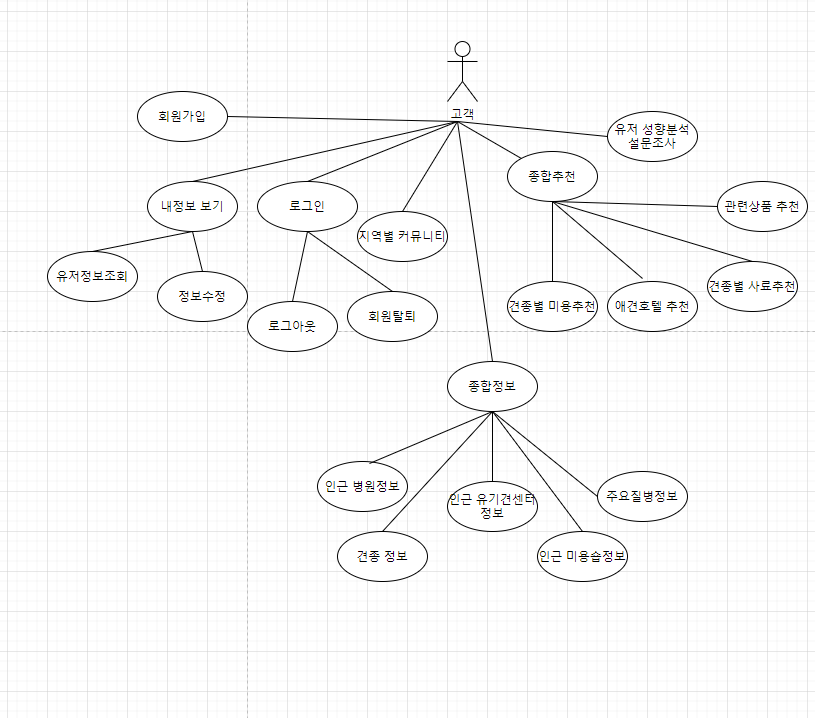 고객
회원가입
유저 성향분석
설문조사
종합추천
내정보 보기
로그인
관련상품 추천
지역별 커뮤니티
유저정보조회
정보수정
견종별 사료추천
견종별 미용추천
애견호텔 추천
로그아웃
회원탈퇴
종합정보
인근 병원정보
인근 유기견센터
정보
주요질병정보
견종 정보
인근 미용숍정보